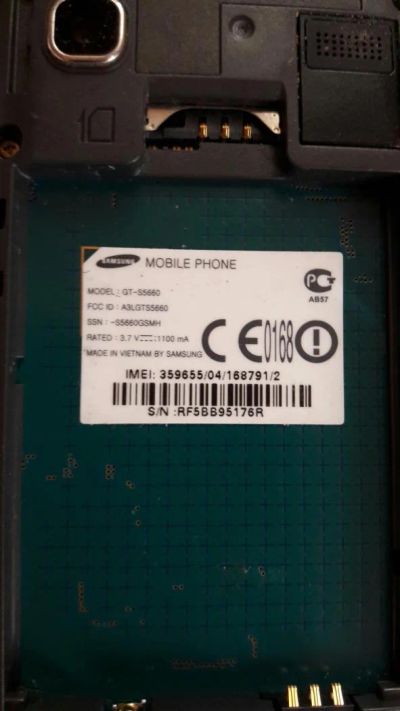 SAMSUNG MOBILE PHONE
MODEL : GT-S5660
FCC ID : A3LGTS5660
SSN : -S5660GSMH
RATED : 3.7 V⎓1100 mA
MADE IN VIETNAM BY SAMSUNG
CE0168
AB57
IMEI: 359655/04/168791/2
S/N :RF5BB95176R